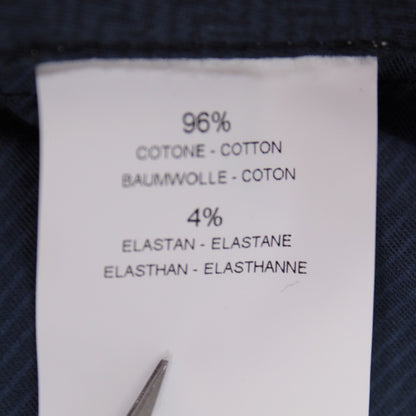 96%
COTONE - COTTON
BAUMWOLLE - COTON
4%
ELASTAN - ELASTANE
ELASTHAN - ELASTHANNE